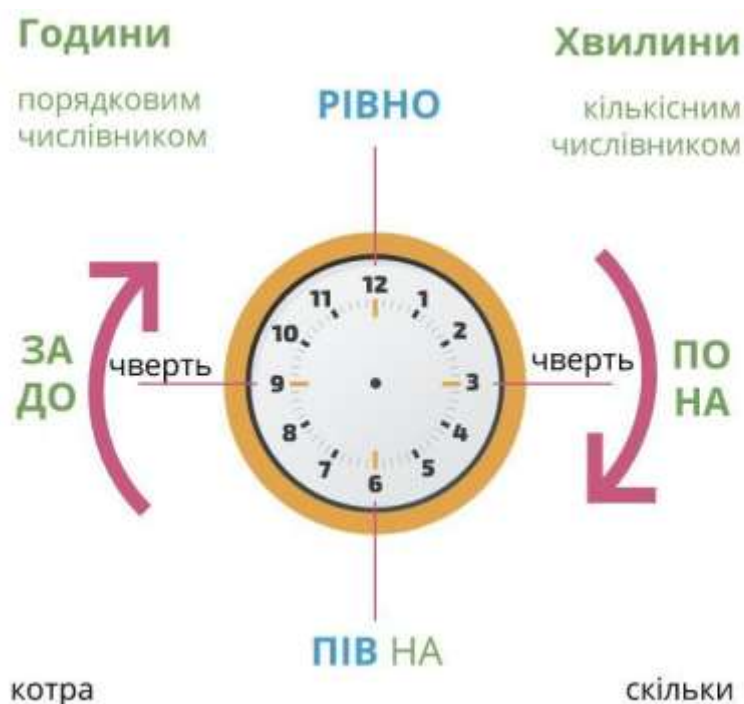 Години
порядковим
числівником
Хвилини
кількісним
числівником
РІВНО
ЗА
ДО
чверть
12
1
2
3
4
5
6
7
8
9
10
11
чверть
ПО
НА
ПІВ НА
котра
скільки